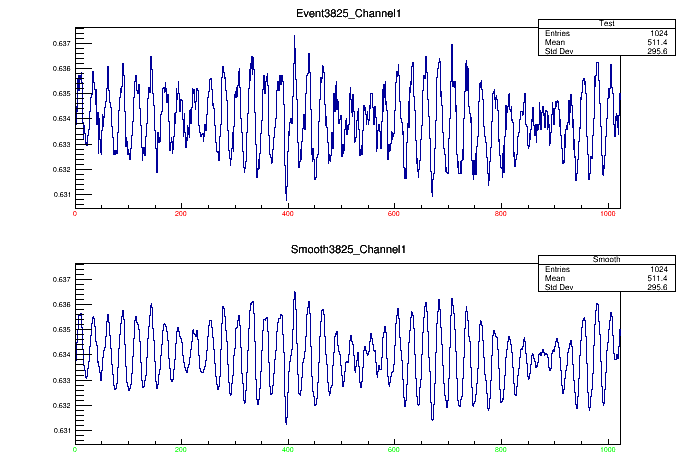 Event3825_Channel1
Test
Entries 1024
Mean 511.4
Std Dev 295.6
0.637
0.636
0.635
0.634
0.633
0.632
0.631
0 200 400 600 800 1000
Smooth3825_Channel1
Smooth
Entries 1024
Mean 511.4
Std Dev 295.6
0.637
0.636
0.635
0.634
0.633
0.632
0.631
0 200 400 600 800 1000